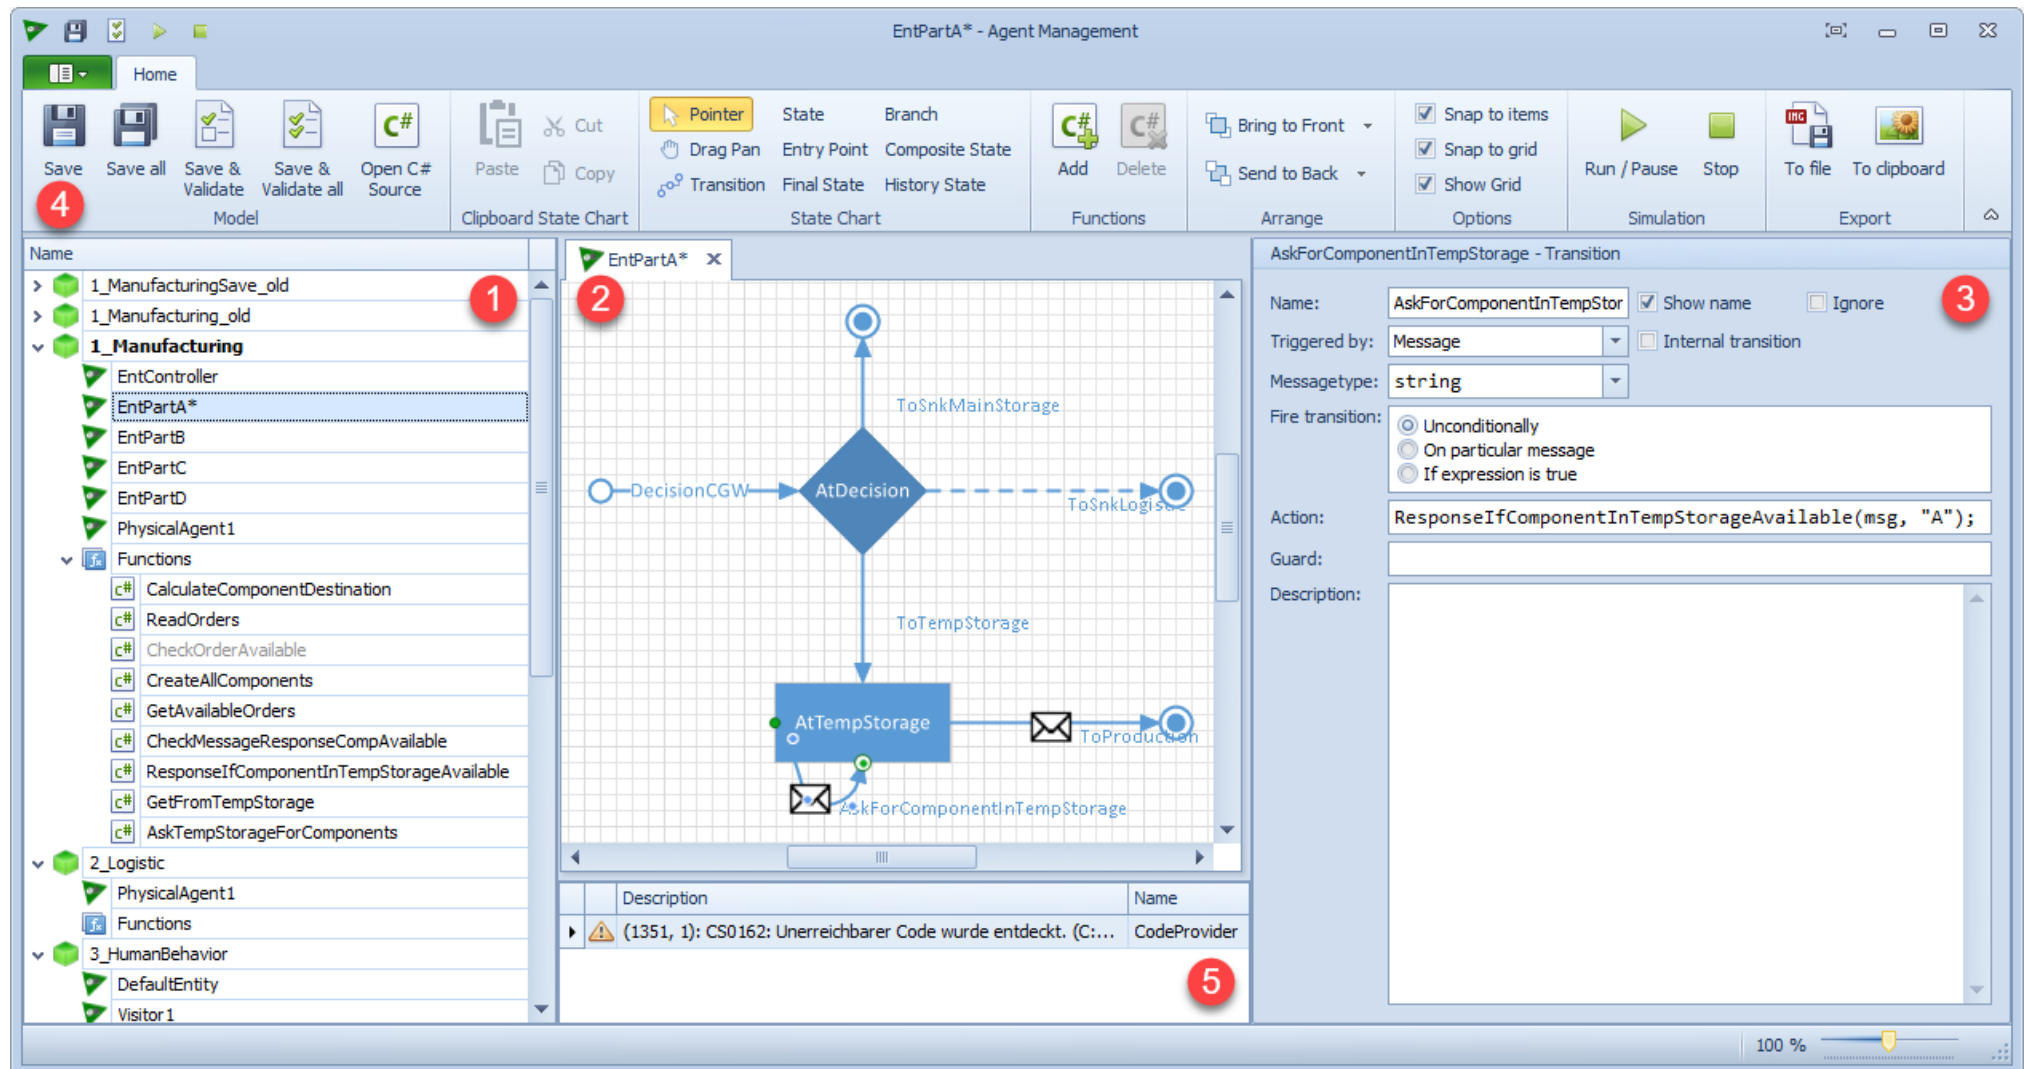 EntPartA* - Agent Management
Home
Save
Save all
Save &
Validate
Save &
Validate all
Open C#
Source
Model
Paste
Cut
Copy
Clipboard State Chart
Pointer
Drag Pan
Transition
State
Entry Point
Final State
Branch
Composite State
History State
State Chart
C#
Add
C#
Delete
Functions
Bring to Front
Send to Back
Arrange
Snap to items
Snap to grid
Show Grid
Options
Run / Pause
Stop
Simulation
IMG
To file
To clipboard
Export
4
Name
1
1_ManufacturingSave_old
1_Manufacturing_old
1_Manufacturing
EntController
EntPartA*
EntPartB
EntPartC
EntPartD
PhysicalAgent1
Functions
c# CalculateComponentDestination
c# ReadOrders
c# CheckOrderAvailable
c# CreateAllComponents
c# GetAvailableOrders
c# CheckMessageResponseCompAvailable
c# ResponseIfComponentInTempStorageAvailable
c# GetFromTempStorage
c# AskTempStorageForComponents
2_Logistic
PhysicalAgent1
Functions
3_HumanBehavior
DefaultEntity
Visitor1
EntPartA*
2
ToSnkMainStorage
DecisionCGW
AtDecision
ToSnkLogistic
ToTempStorage
AtTempStorage
ToProduction
AskForComponentInTempStorage
Description Name
(1351, 1): CS0162: Unerreichbarer Code wurde entdeckt. (C:... CodeProvider
5
AskForComponentInTempStorage - Transition
3
Name: AskForComponentInTempStor Show name Ignore
Triggered by: Message Internal transition
Messagetype: string
Fire transition: Unconditionally
On particular message
If expression is true
Action: ResponseIfComponentInTempStorageAvailable(msg, "A");
Guard:
Description:
100 %